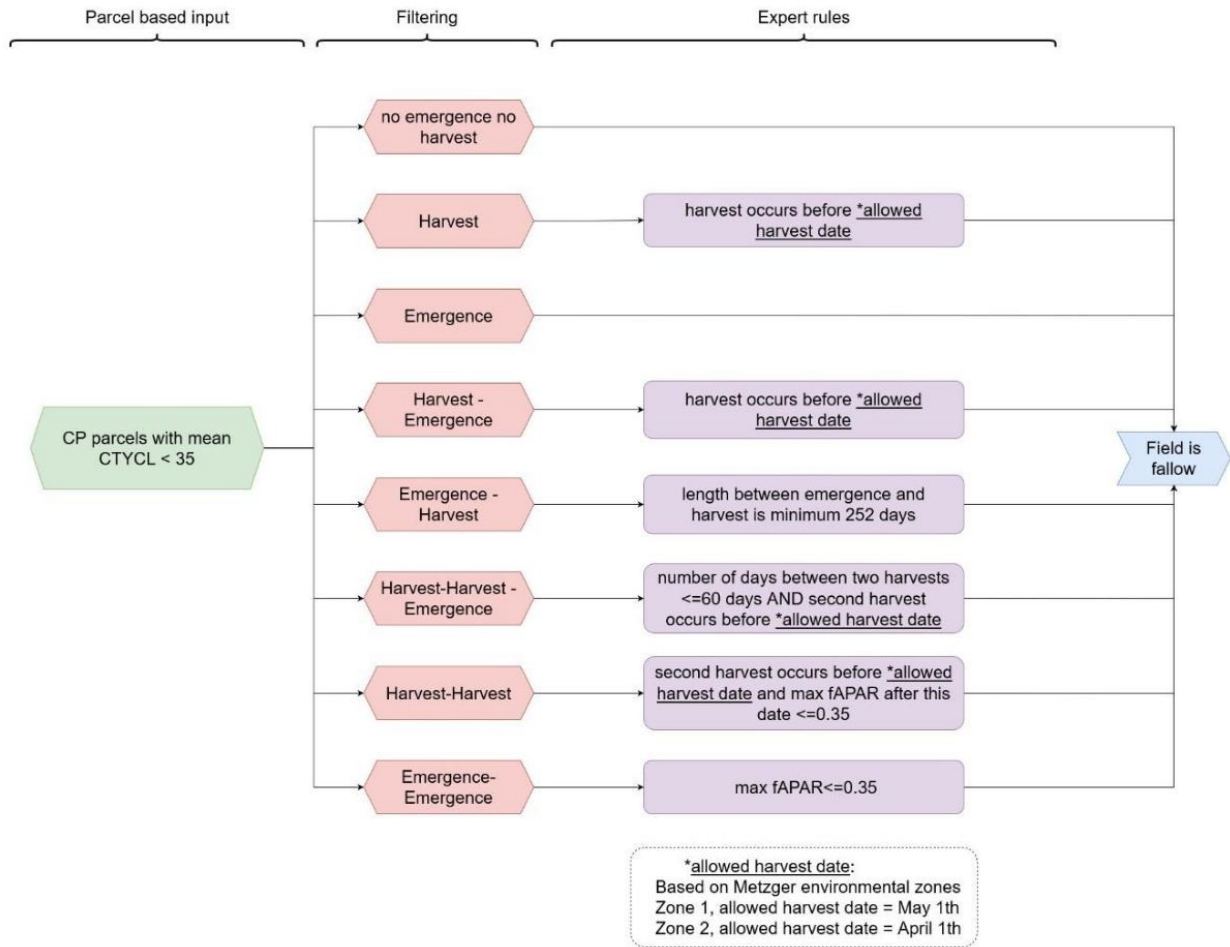 Parcel based input
Filtering
Expert rules
no emergence no
harvest
Harvest
harvest occurs before *allowed
harvest date
Emergence
Harvest -
Emergence
harvest occurs before *allowed
harvest date
CP parcels with mean
CTYCL < 35
Field is
fallow
Emergence -
Harvest
length between emergence and
harvest is minimum 252 days
Harvest-Harvest -
Emergence
number of days between two harvests
<=60 days AND second harvest
occurs before *allowed harvest date
Harvest-Harvest
second harvest occurs before *allowed
harvest date and max fAPAR after this
date <=0.35
Emergence-
Emergence
max fAPAR<=0.35
*allowed harvest date:
Based on Metzger environmental zones
Zone 1, allowed harvest date = May 1th
Zone 2, allowed harvest date = April 1th